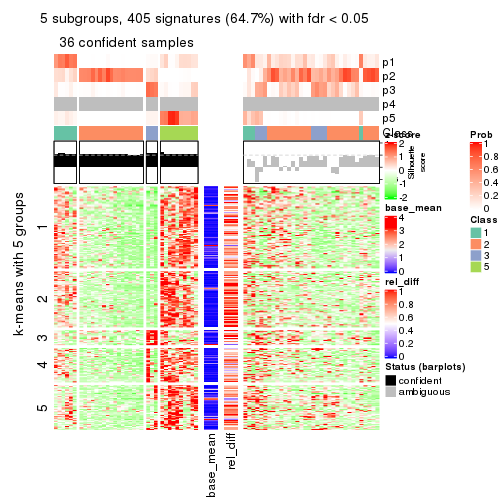 5 subgroups, 405 signatures (64.7%) with fdr < 0.05
36 confident samples
p1
p2
p3
p4
p5
Class
z-score
2
1
0
-1
-2
Silhouette
score
k-means with 5 groups
1
2
3
4
5
base_mean
rel_diff
base_mean
4
3
2
1
0
rel_diff
1
0.8
0.6
0.4
0.2
0
Status (barplots)
confident
ambiguous
Prob
1
0.8
0.6
0.4
0.2
0
Class
1
2
3
5